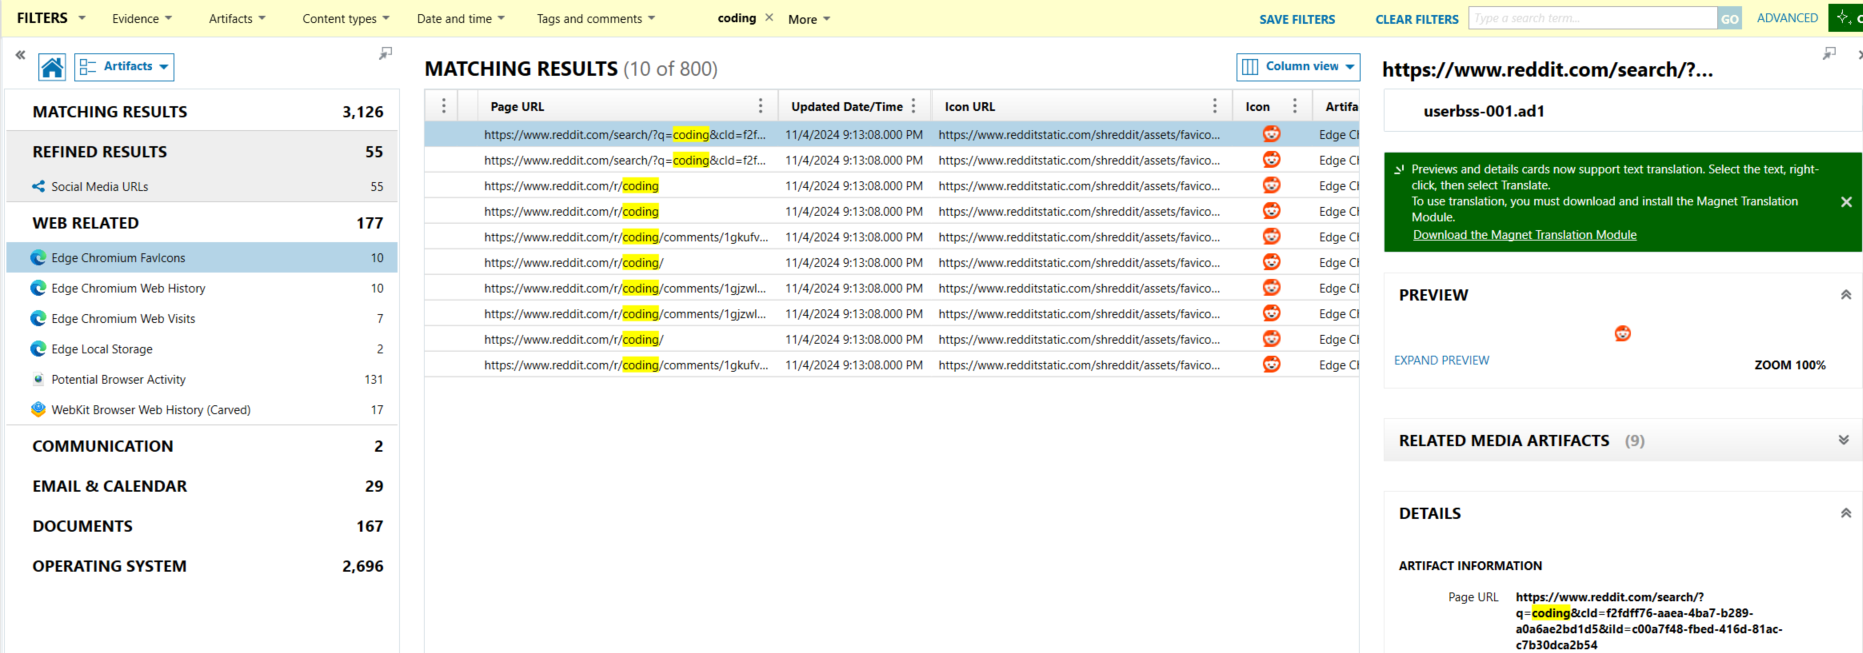 FILTERS Evidence Artifacts Content types Date and time Tags and comments coding × More SAVE FILTERS CLEAR FILTERS Type a search term... GO ADVANCED
Artifacts
MATCHING RESULTS 3,126
REFINED RESULTS 55
Social Media URLs 55
WEB RELATED 177
Edge Chromium FavIcons 10
Edge Chromium Web History 10
Edge Chromium Web Visits 7
Edge Local Storage 2
Potential Browser Activity 131
WebKit Browser Web History (Carved) 17
COMMUNICATION 2
EMAIL & CALENDAR 29
DOCUMENTS 167
OPERATING SYSTEM 2,696
MATCHING RESULTS (10 of 800) Column view
Page URL Updated Date/Time Icon URL Icon Artifa
https://www.reddit.com/search/?q=coding&cId=f2f... 11/4/2024 9:13:08.000 PM https://www.redditstatic.com/shreddit/assets/favico... Edge Cl
https://www.reddit.com/search/?q=coding&cId=f2f... 11/4/2024 9:13:08.000 PM https://www.redditstatic.com/shreddit/assets/favico... Edge Cl
https://www.reddit.com/r/coding 11/4/2024 9:13:08.000 PM https://www.redditstatic.com/shreddit/assets/favico... Edge Cl
https://www.reddit.com/r/coding 11/4/2024 9:13:08.000 PM https://www.redditstatic.com/shreddit/assets/favico... Edge Cl
https://www.reddit.com/r/coding/comments/1gkufv... 11/4/2024 9:13:08.000 PM https://www.redditstatic.com/shreddit/assets/favico... Edge Cl
https://www.reddit.com/r/coding/ 11/4/2024 9:13:08.000 PM https://www.redditstatic.com/shreddit/assets/favico... Edge Cl
https://www.reddit.com/r/coding/comments/1gjzwl... 11/4/2024 9:13:08.000 PM https://www.redditstatic.com/shreddit/assets/favico... Edge Cl
https://www.reddit.com/r/coding/comments/1gjzwl... 11/4/2024 9:13:08.000 PM https://www.redditstatic.com/shreddit/assets/favico... Edge Cl
https://www.reddit.com/r/coding/ 11/4/2024 9:13:08.000 PM https://www.redditstatic.com/shreddit/assets/favico... Edge Cl
https://www.reddit.com/r/coding/comments/1gkufv... 11/4/2024 9:13:08.000 PM https://www.redditstatic.com/shreddit/assets/favico... Edge Cl
https://www.reddit.com/search/?...
userbss-001.ad1
Previews and details cards now support text translation. Select the text, right-
click, then select Translate.
To use translation, you must download and install the Magnet Translation
Module.
Download the Magnet Translation Module
PREVIEW
EXPAND PREVIEW ZOOM 100%
RELATED MEDIA ARTIFACTS (9)
DETAILS
ARTIFACT INFORMATION
Page URL https://www.reddit.com/search/?
q=coding&cId=f2fdff76-aaea-4ba7-b289-
a0a6ae2bd1d5&iId=c00a7f48-fbed-416d-81ac-
c7b30dca2b54